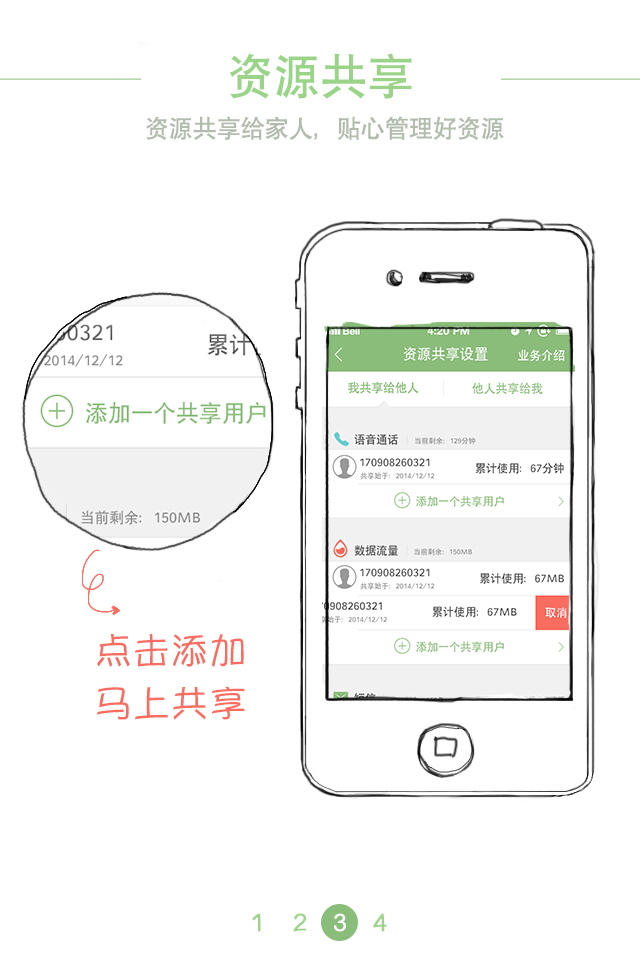 资源共享
资源共享给家人，贴心管理好资源
60321
累计
2014/12/12
添加一个共享用户
当前剩余： 150MB
点击添加
马上共享
Bell 4:20 PM
资源共享设置 业务介绍
我共享给他人 他人共享给我
语音通话 当前剩余： 129分钟
170908260321 累计使用： 67分钟
共享始于： 2014/12/12
添加一个共享用户
数据流量 当前剩余： 150MB
170908260321 累计使用： 67MB
共享始于： 2014/12/12
0908260321 累计使用： 67MB 取消
始于： 2014/12/12
添加一个共享用户
短信
1 2 3 4